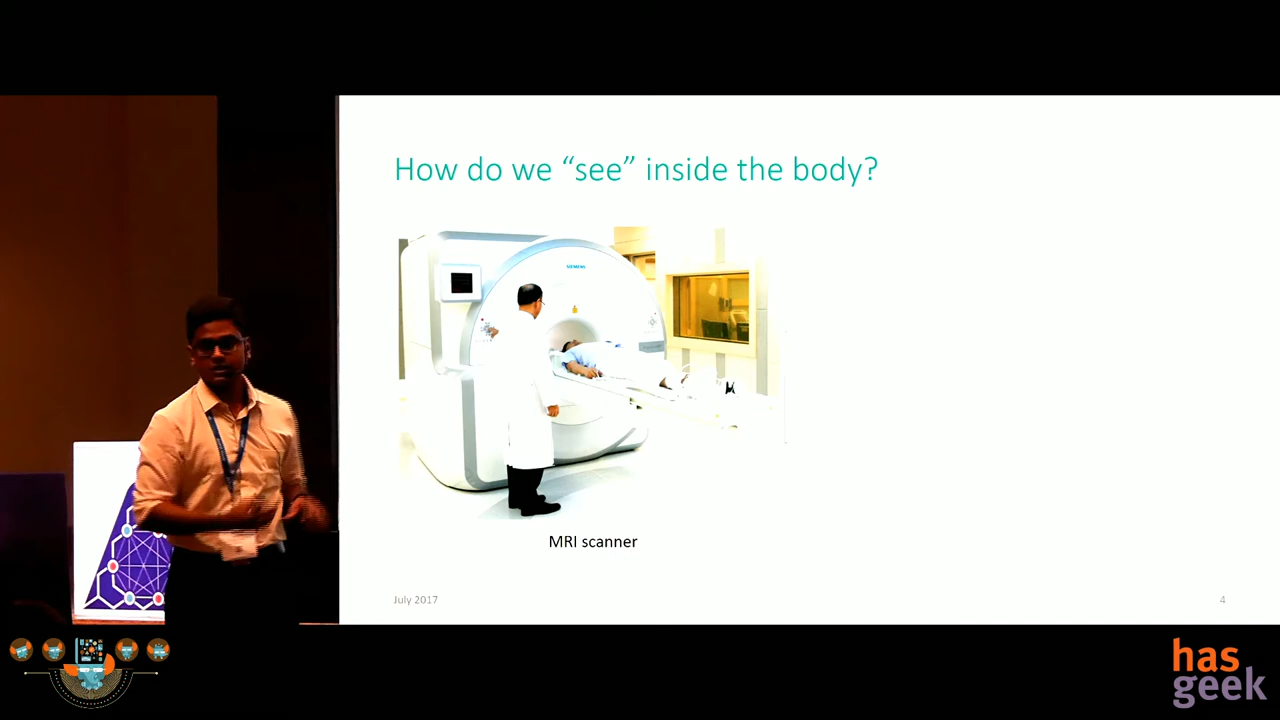 How do we “see” inside the body?
SIEMENS
MRI scanner
July 2017
4
has
geek